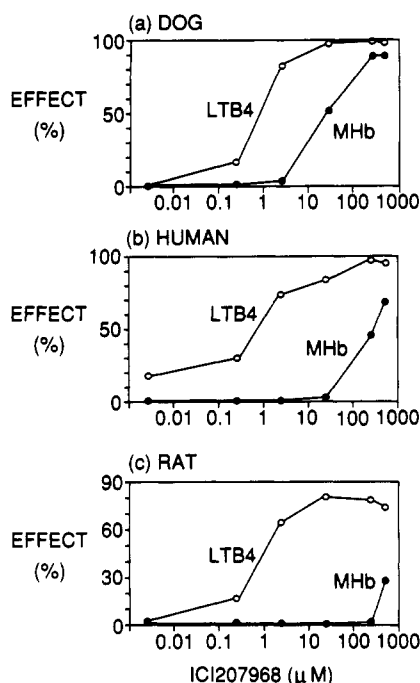 (a) DOG
100
EFFECT
(%)
50
0
LTB4
MHb
0.01 0.1 1 10 100 1000
(b) HUMAN
100
EFFECT
(%)
50
0
LTB4
MHb
0.01 0.1 1 10 100 1000
(c) RAT
90
60
EFFECT
(%)
30
0
LTB4
MHb
0.01 0.1 1 10 100 1000
ICI207968 (μM)